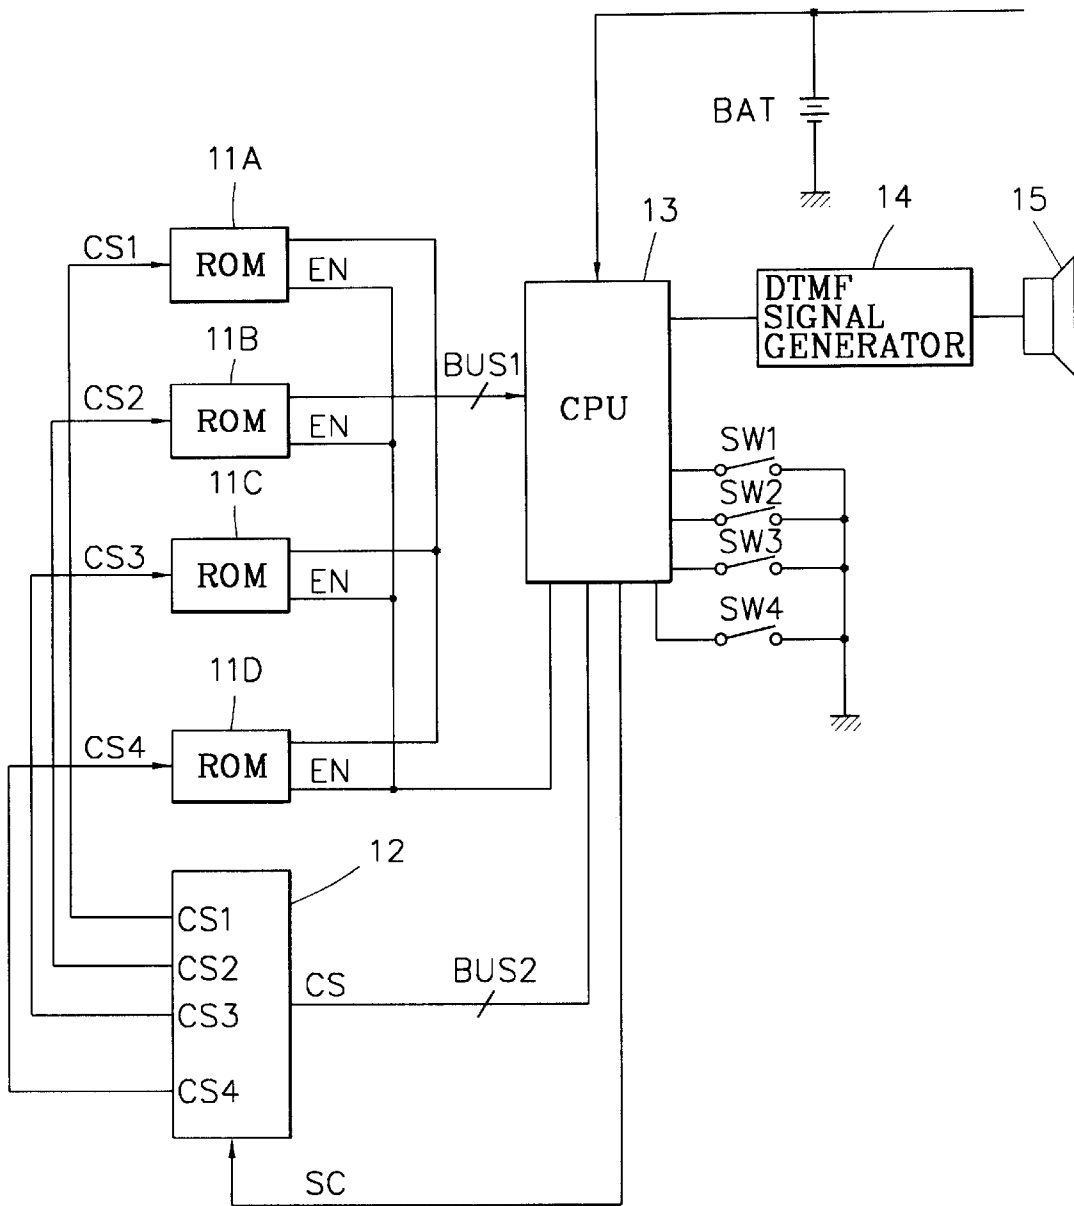 BAT
11A
13
14
15
CS1
ROM
EN
DTMF
SIGNAL
GENERATOR
11B
BUS1
CS2
ROM
EN
CPU
SW1
11C
SW2
CS3
ROM
EN
SW3
SW4
11D
CS4
ROM
EN
12
CS1
CS2
CS
BUS2
CS3
CS4
SC